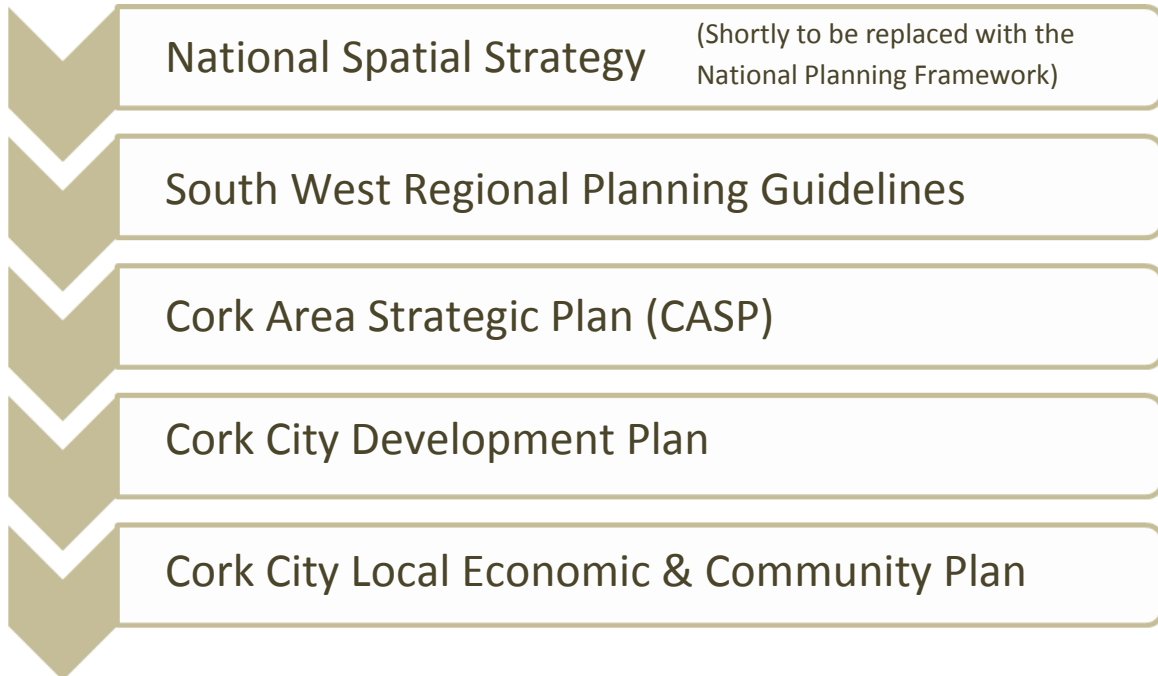 National Spatial Strategy
(Shortly to be replaced with the
National Planning Framework)
South West Regional Planning Guidelines
Cork Area Strategic Plan (CASP)
Cork City Development Plan
Cork City Local Economic & Community Plan